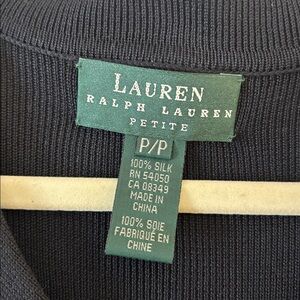 LAUREN
RALPH LAUREN
PETITE
P/P
100% SILK
RN 54050
CA 08349
MADE IN
CHINA
100% SOIE
FABRIQUÉ EN
CHINE